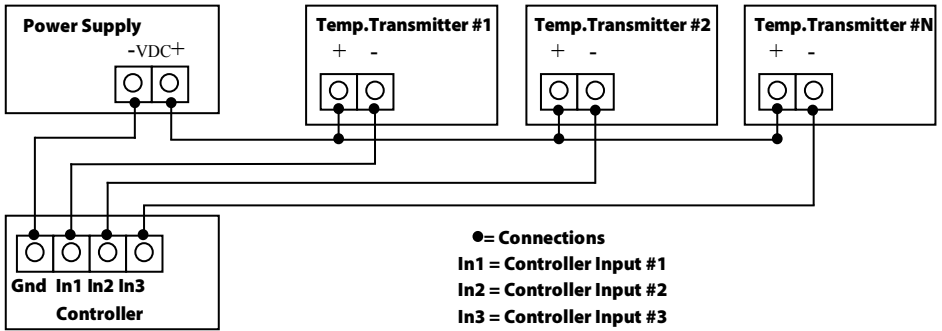 Power Supply
-VDC+
Temp.Transmitter #1
+ -
Temp.Transmitter #2
+ -
Temp.Transmitter #N
+ -
Gnd In1 In2 In3
Controller
●= Connections
In1 = Controller Input #1
In2 = Controller Input #2
In3 = Controller Input #3